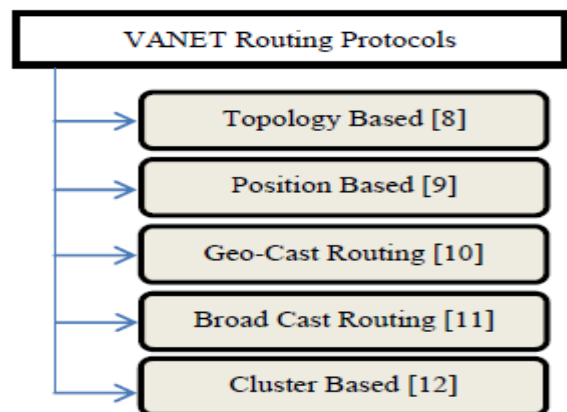 VANET Routing Protocols
Topology Based [8]
Position Based [9]
Geo-Cast Routing [10]
Broad Cast Routing [11]
Cluster Based [12]